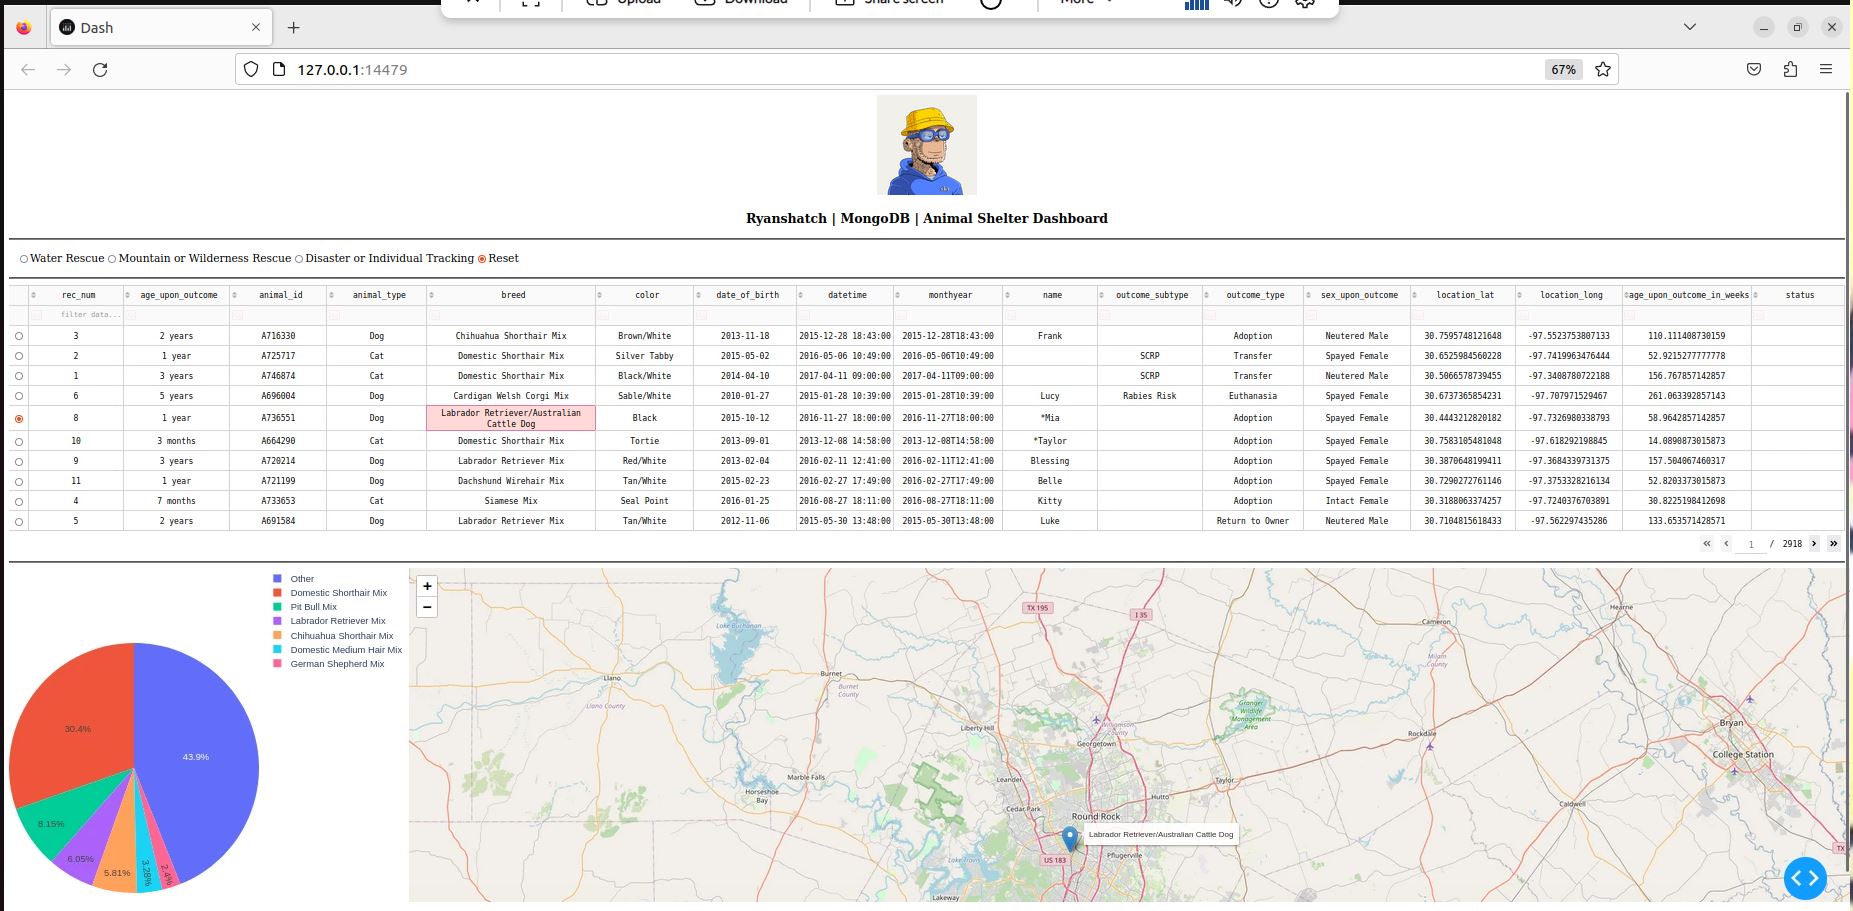 Upload Download Share screen More
Dash
127.0.0.1:14479 67%
Ryanshatch | MongoDB | Animal Shelter Dashboard
Water Rescue Mountain or Wilderness Rescue Disaster or Individual Tracking Reset
rec_num age_upon_outcome animal_id animal_type breed color date_of_birth datetime monthyear name outcome_subtype outcome_type sex_upon_outcome location_lat location_long age_upon_outcome_in_weeks status
filter data...
3 2 years A716330 Dog Chihuahua Shorthair Mix Brown/White 2013-11-18 2015-12-28 18:43:00 2015-12-28T18:43:00 Frank Adoption Neutered Male 30.7595748121648 -97.5523753807133 110.111408730159
2 1 year A725717 Cat Domestic Shorthair Mix Silver Tabby 2015-05-02 2016-05-06 10:49:00 2016-05-06T10:49:00 SCRP Transfer Spayed Female 30.6525984560228 -97.7419963476444 52.9215277777778
1 3 years A746874 Cat Domestic Shorthair Mix Black/White 2014-04-10 2017-04-11 09:00:00 2017-04-11T09:00:00 SCRP Transfer Neutered Male 30.5066578739455 -97.3408780722188 156.767857142857
6 5 years A696004 Dog Cardigan Welsh Corgi Mix Sable/White 2010-01-27 2015-01-28 10:39:00 2015-01-28T10:39:00 Lucy Rabies Risk Euthanasia Spayed Female 30.6737365854231 -97.707971529467 261.063392857143
8 1 year A736551 Dog Labrador Retriever/Australian Cattle Dog Black 2015-10-12 2016-11-27 18:00:00 2016-11-27T18:00:00 *Mia Adoption Spayed Female 30.4443212820182 -97.7326980338793 58.9642857142857
10 3 months A664290 Cat Domestic Shorthair Mix Tortie 2013-09-01 2013-12-08 14:58:00 2013-12-08T14:58:00 *Taylor Adoption Spayed Female 30.7583105481048 -97.618292198845 14.0890873015873
9 3 years A720214 Dog Labrador Retriever Mix Red/White 2013-02-04 2016-02-11 12:41:00 2016-02-11T12:41:00 Blessing Adoption Spayed Female 30.3870648199411 -97.3684339731375 157.504067460317
11 1 year A721199 Dog Dachshund Wirehair Mix Tan/White 2015-02-23 2016-02-27 17:49:00 2016-02-27T17:49:00 Belle Adoption Spayed Female 30.7290272761146 -97.3753328216134 52.8203373015873
4 7 months A733653 Cat Siamese Mix Seal Point 2016-01-25 2016-08-27 18:11:00 2016-08-27T18:11:00 Kitty Adoption Intact Female 30.3188063374257 -97.7240376703891 30.8225198412698
5 2 years A691584 Dog Labrador Retriever Mix Tan/White 2012-11-06 2015-05-30 13:48:00 2015-05-30T13:48:00 Luke Return to Owner Neutered Male 30.7104815618433 -97.562297435286 133.653571428571
1 / 2918
Other
Domestic Shorthair Mix
Pit Bull Mix
Labrador Retriever Mix
Chihuahua Shorthair Mix
Domestic Medium Hair Mix
German Shepherd Mix
30.4%
43.9%
8.15%
6.05%
5.81%
3.28%
2.4%
+
−
TX 195
I 35
Hearne
Cameron
Lake Buchanan
Milam County
Llano
Burnet
Burnet County
Llano County
Granger Wildlife Management Area
Liberty Hill
Williamson County
Georgetown
Bryan
Rockdale
College Station
Marble Falls
Leander
Taylor
Horseshoe Bay
Hutto
Cedar Park
Caldwell
Round Rock
Labrador Retriever/Australian Cattle Dog
TX
Lake Travis
US 183
Pflugerville
Lakeway